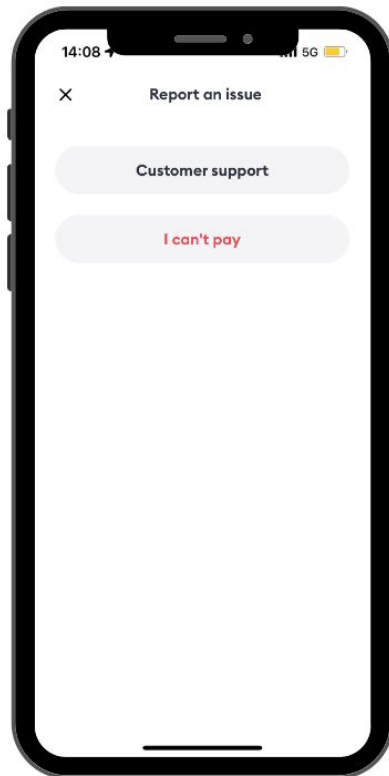 14:08 5G
Report an issue
Customer support
I can't pay